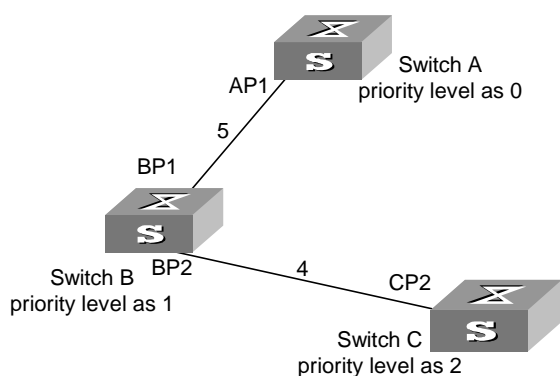 S
Switch A
priority level as 0
AP1
5
BP1
S
Switch B
priority level as 1
BP2
4
CP2
S
Switch C
priority level as 2